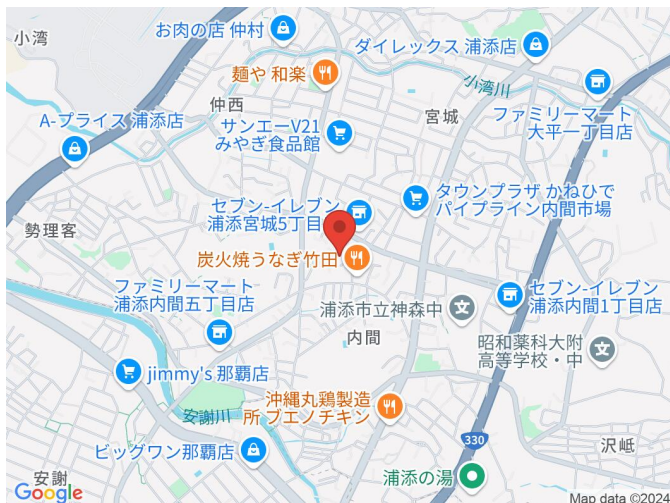 小湾
お肉の店 仲村
ダイレックス 浦添店
麺や 和楽
小湾川
仲西
宮城
ファミリーマート
大平一丁目店
A-プライス 浦添店
サンエーV21
みやぎ食品館
タウンプラザ かねひで
パイプライン内間市場
セブン-イレブン
浦添宮城5丁目
勢理客
炭火焼うなぎ竹田
ファミリーマート
浦添内間五丁目店
セブン-イレブン
浦添内間1丁目店
浦添市立神森中
内間
昭和薬科大附
高等学校・中
jimmy's 那覇店
沖縄丸鶏製造
所 ブエノチキン
安謝川
ビッグワン那覇店
330
沢岻
浦添の湯
安謝
Google
Map data ©2024